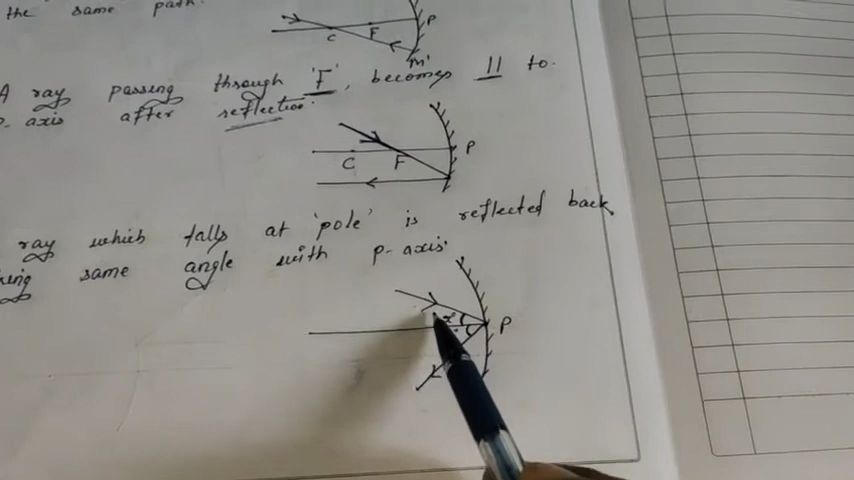 the same path.
C F P
M'
A ray passing through 'F', becomes || to
P-axis after reflection.
C F P
ray which falls at 'pole' is reflected back
same angle with p-axis.
P